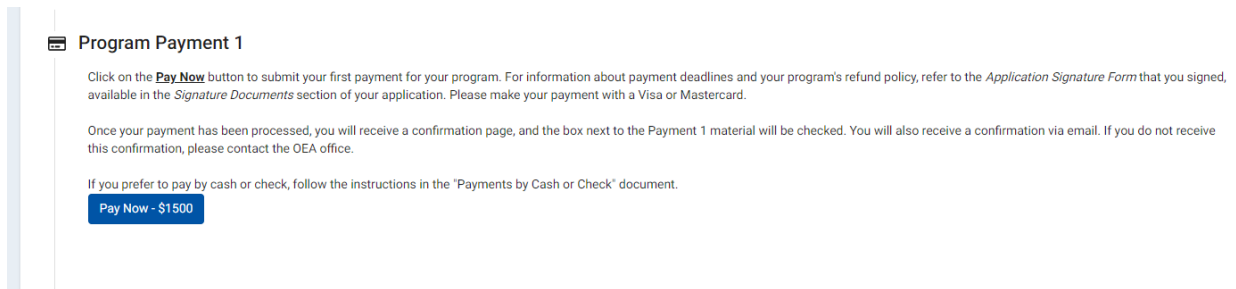 Program Payment 1
Click on the Pay Now button to submit your first payment for your program. For information about payment deadlines and your program's refund policy, refer to the Application Signature Form that you signed,
available in the Signature Documents section of your application. Please make your payment with a Visa or Mastercard.
Once your payment has been processed, you will receive a confirmation page, and the box next to the Payment 1 material will be checked. You will also receive a confirmation via email. If you do not receive
this confirmation, please contact the OEA office.
If you prefer to pay by cash or check, follow the instructions in the "Payments by Cash or Check" document.
Pay Now - $1500